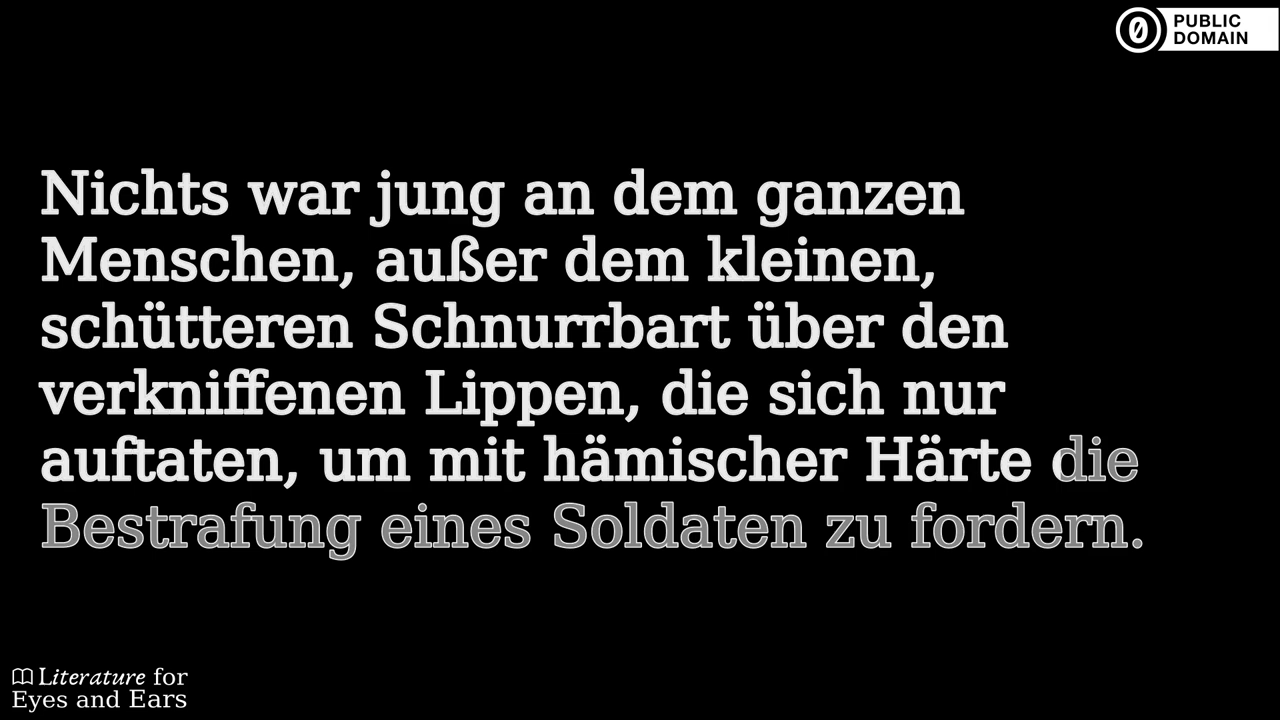 PUBLIC
DOMAIN
Nichts war jung an dem ganzen
Menschen, außer dem kleinen,
schütteren Schnurrbart über den
verkniffenen Lippen, die sich nur
auftaten, um mit hämischer Härte die
Bestrafung eines Soldaten zu fordern.
Literature for
Eyes and Ears